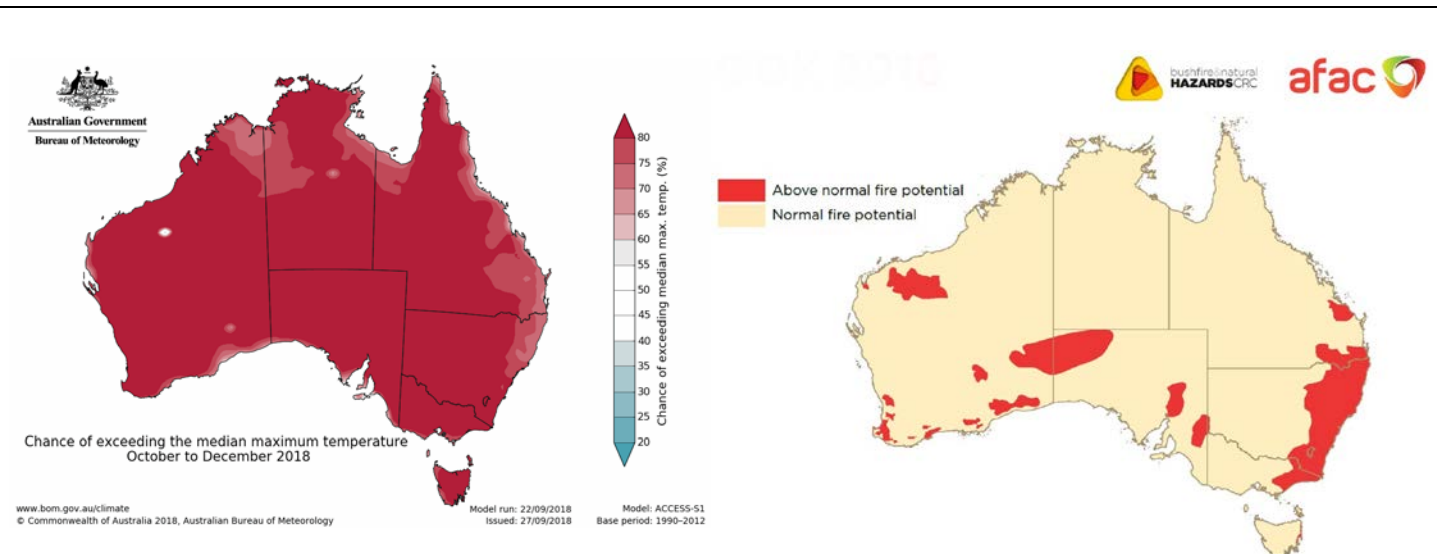 Australian Government
Bureau of Meteorology
80
75
70
65
60
55
50
45
40
35
30
25
20
Chance of exceeding median max. temp. (%)
Chance of exceeding the median maximum temperature
October to December 2018
www.bom.gov.au/climate
© Commonwealth of Australia 2018, Australian Bureau of Meteorology
Model run: 22/09/2018
Issued: 27/09/2018
Model: ACCESS-S1
Base period: 1990–2012
bushfire&natural
HAZARDSCRC
afac
Above normal fire potential
Normal fire potential